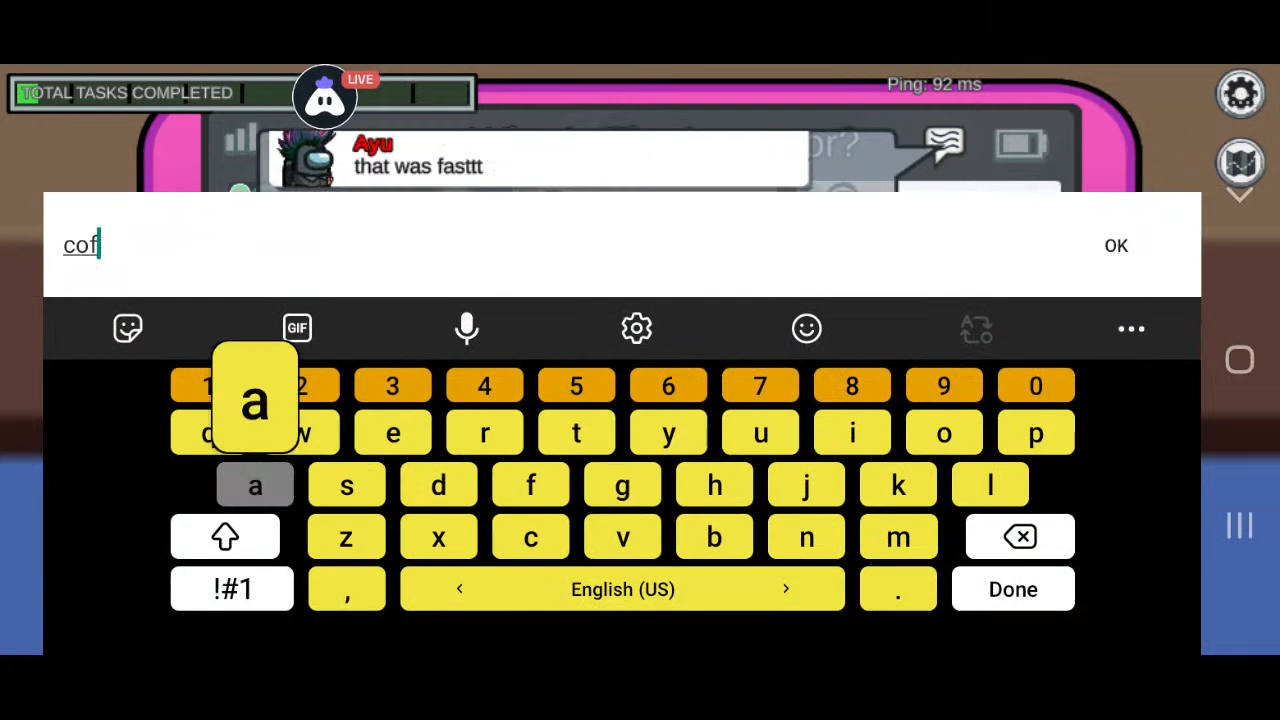 TOTAL TASKS COMPLETED
LIVE
Ping: 92 ms
Ayu
that was fasttt
or?
cof
OK
GIF
1 2 3 4 5 6 7 8 9 0
a
q w e r t y u i o p
a s d f g h j k l
z x c v b n m
!#1 , < English (US) > . Done